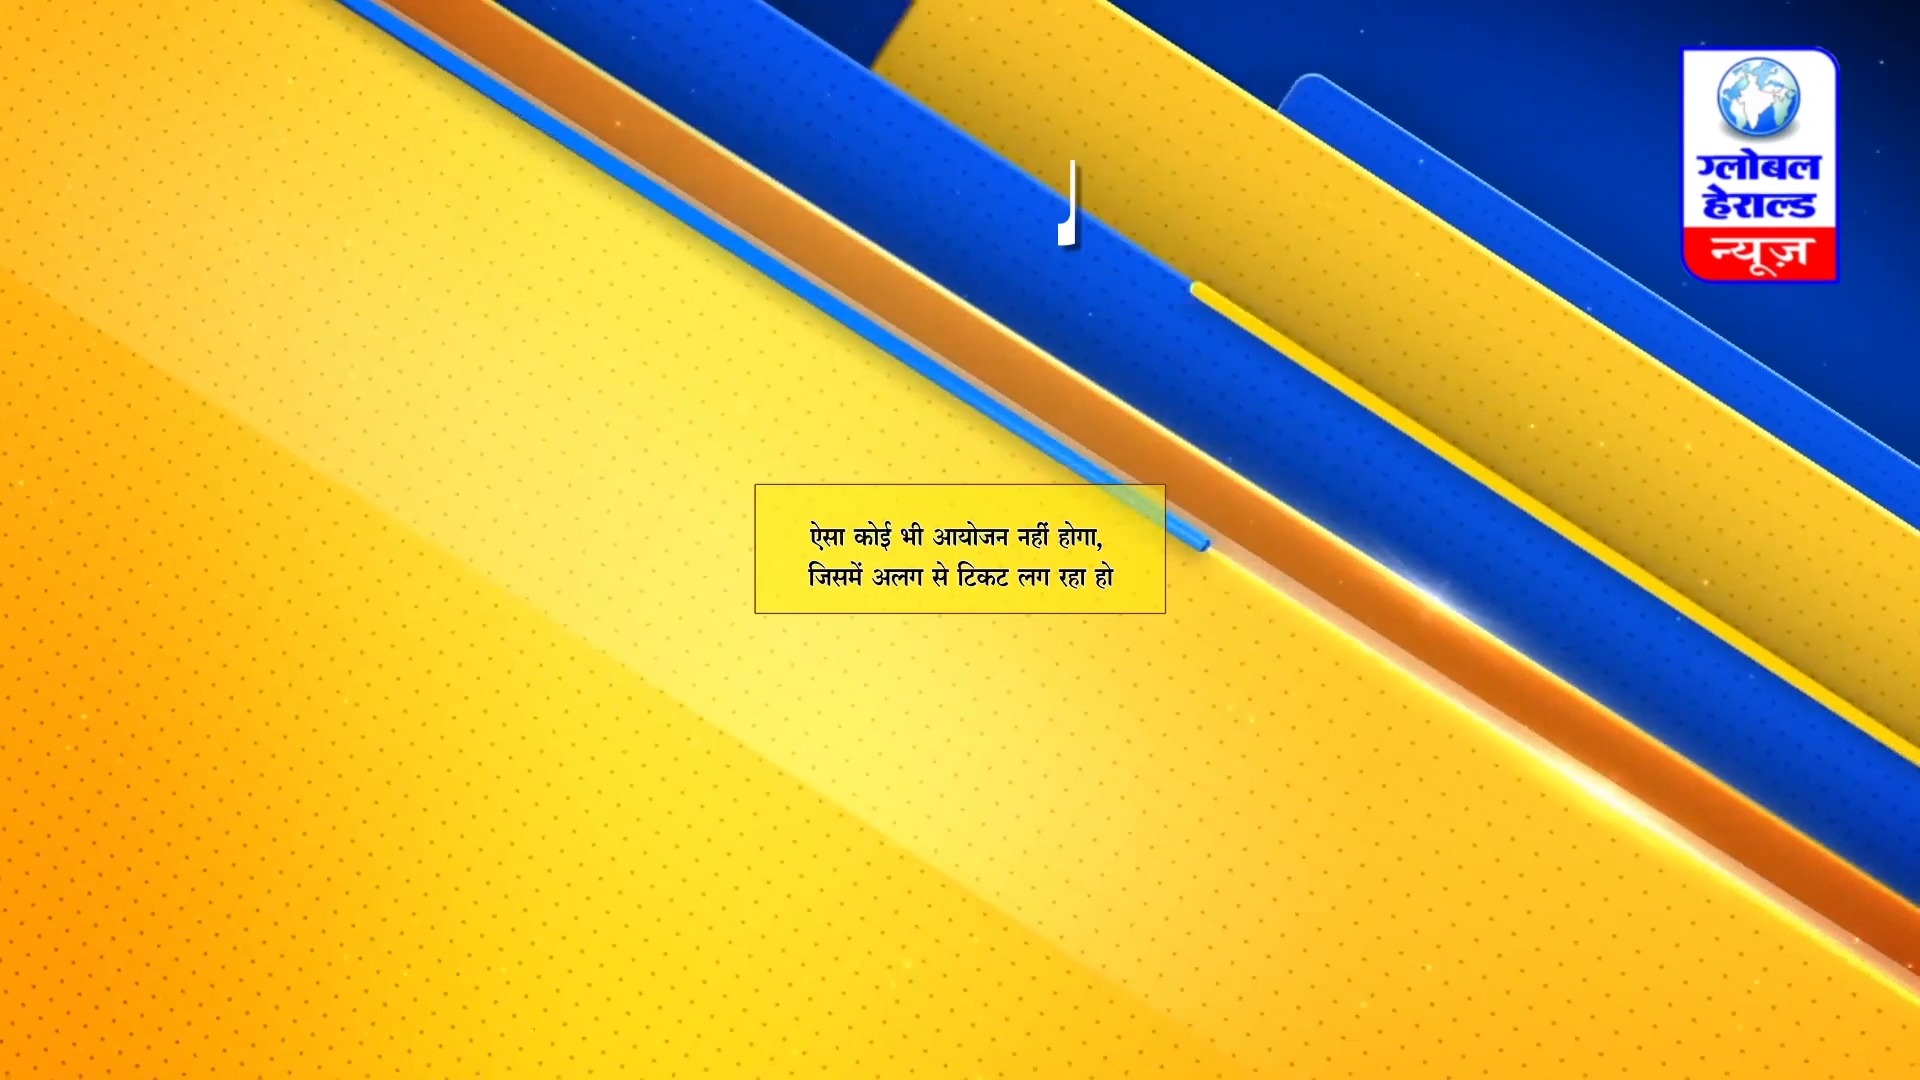 ग्लोबल
हेराल्ड
न्यूज़
ऐसा कोई भी आयोजन नहीं होगा,
जिसमें अलग से टिकट लग रहा हो